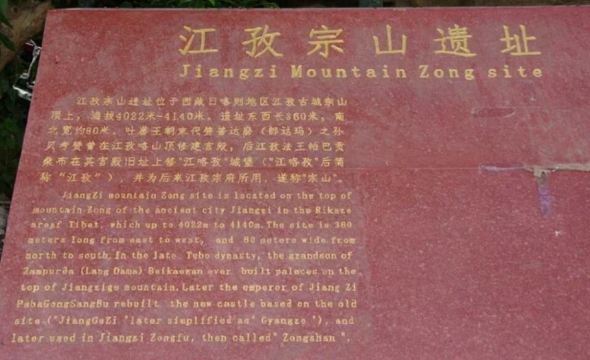 江孜宗山遗址
Jiangzi Mountain Zong site
江孜宗山遗址位于西藏日喀则地区江孜古城宗山
顶上，海拔4022米-4140米，遗址东西长360米，南
北宽约80米，吐蕃王朝末代赞普达磨（郎达玛）之孙
贝考赞普在江孜咯山顶修建宫殿，后江孜法王帕巴贡
桑布在其宫殿旧址上修"江咯孜"城堡（"江咯孜"后简
称"江孜"），并为后来江孜宗府所用，遂称"宗山"。
JiangZi mountain Zong site is located on the top of
mountain Zong of the ancient city Jiangzi in the Rikaze
areaf Tibet, which up to 4022m to 4140m.The site is 360
meters long from east to west, and 80 meters wide from
north to south.In the late Tubo dynasty, the grandson of
Zampuda (Lang Dama) Beikaozan ever built palaces on the
top of Jiangzige mountain.Later the emperor of Jiang Zi
PabaGongSangBu rebuilt the new castle based on the old
site ("JiangGeZi "later simplified as" Gyangze "), and
later used in Jiangzi Zongfu, then called" Zongshan ".